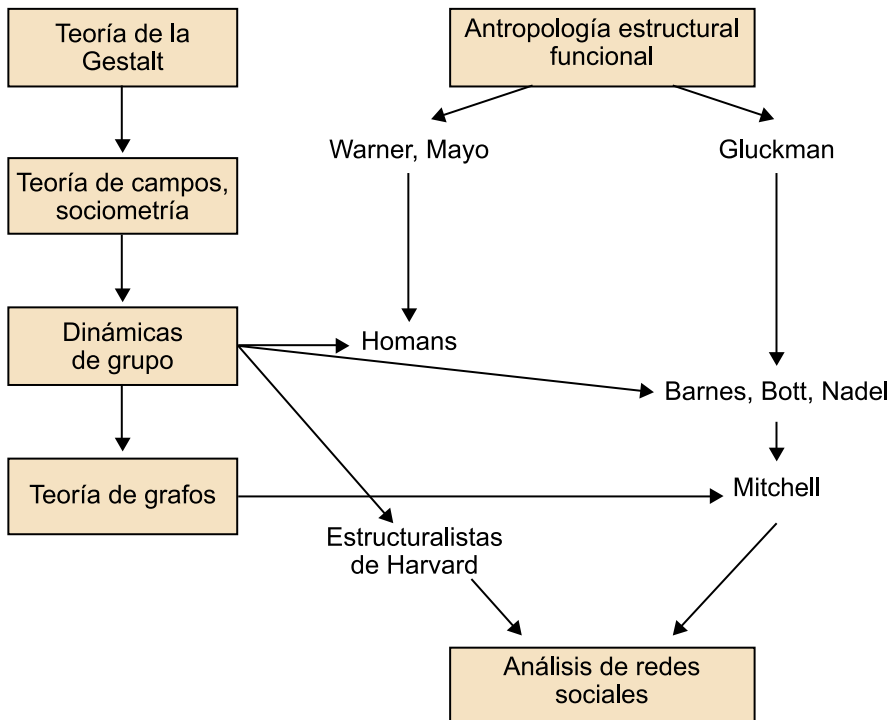 Teoría de la
Gestalt
Antropología estructural
funcional
Warner, Mayo
Gluckman
Teoría de campos,
sociometría
Dinámicas
de grupo
Homans
Barnes, Bott, Nadel
Teoría de grafos
Mitchell
Estructuralistas
de Harvard
Análisis de redes
sociales